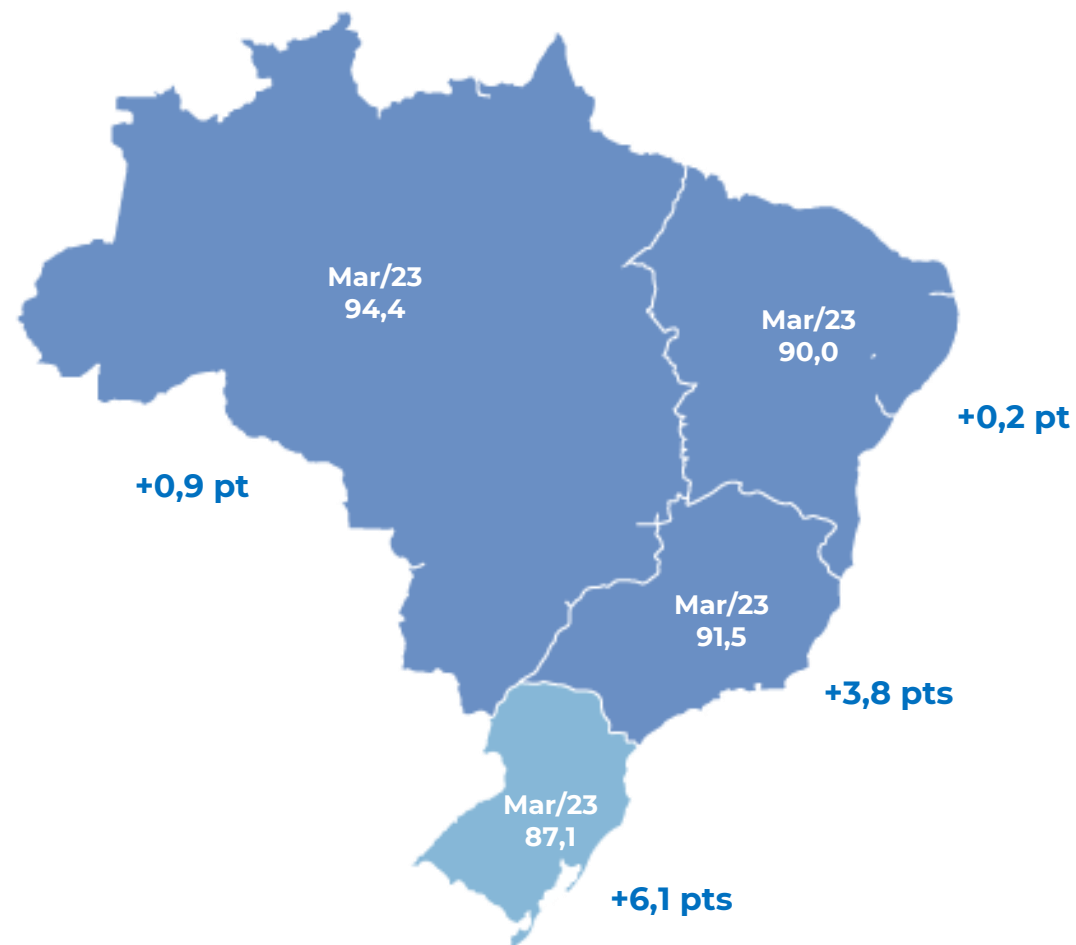 Mar/23
94,4
Mar/23
90,0
+0,2 pt
+0,9 pt
Mar/23
91,5
+3,8 pts
Mar/23
87,1
+6,1 pts